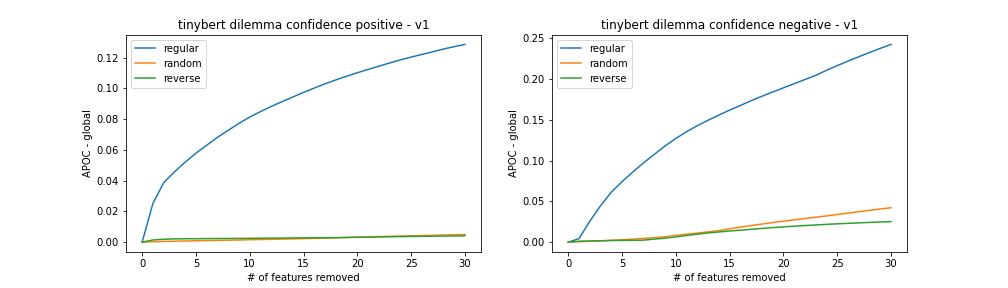 tinybert dilemma confidence positive - v1
APOC - global
0.12
0.10
0.08
0.06
0.04
0.02
0.00
regular
random
reverse
0 5 10 15 20 25 30
# of features removed
tinybert dilemma confidence negative - v1
APOC - global
0.25
0.20
0.15
0.10
0.05
0.00
regular
random
reverse
0 5 10 15 20 25 30
# of features removed